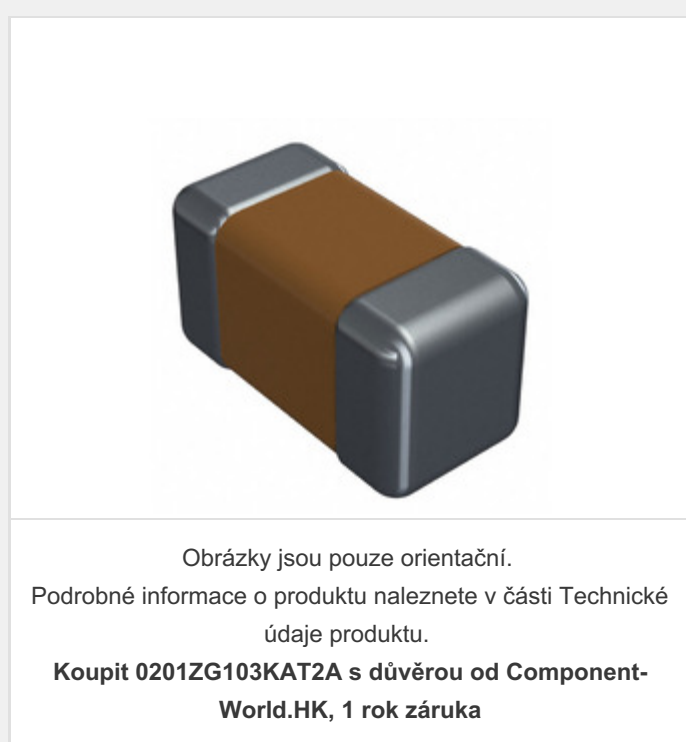 Obrázky jsou pouze orientační.
Podrobné informace o produktu naleznete v části Technické
údaje produktu.
Koupit 0201ZG103KAT2A s důvěrou od Component-
World.HK, 1 rok záruka